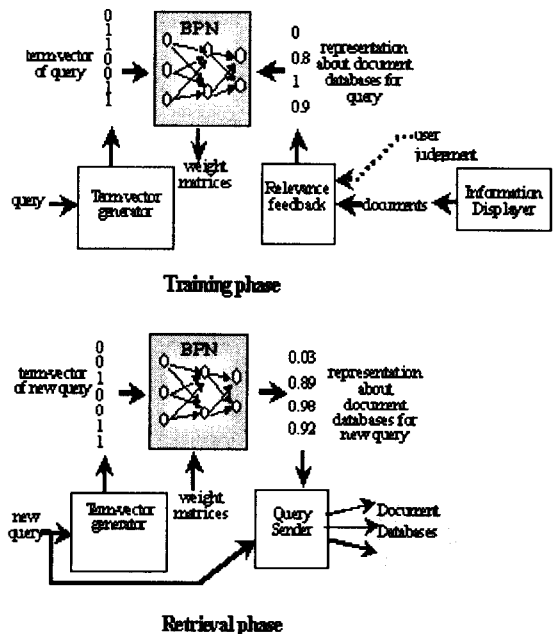 0
1
1
0
0
1
1
term-vector
of query
BPN
0
0.8
1
0.9
representation
about document
databases for
query
weight
matrices
user
judgement
query
Term-vector
generator
Relevance
feedback
documents
Information
Displayer
Training phase
0
0
1
0
0
1
1
term-vector
of new query
BPN
0.03
0.89
0.98
0.92
representation
about
document
databases for
new query
weight
matrices
new
query
Term-vector
generator
Query
Sender
Document
Databases
Retrieval phase